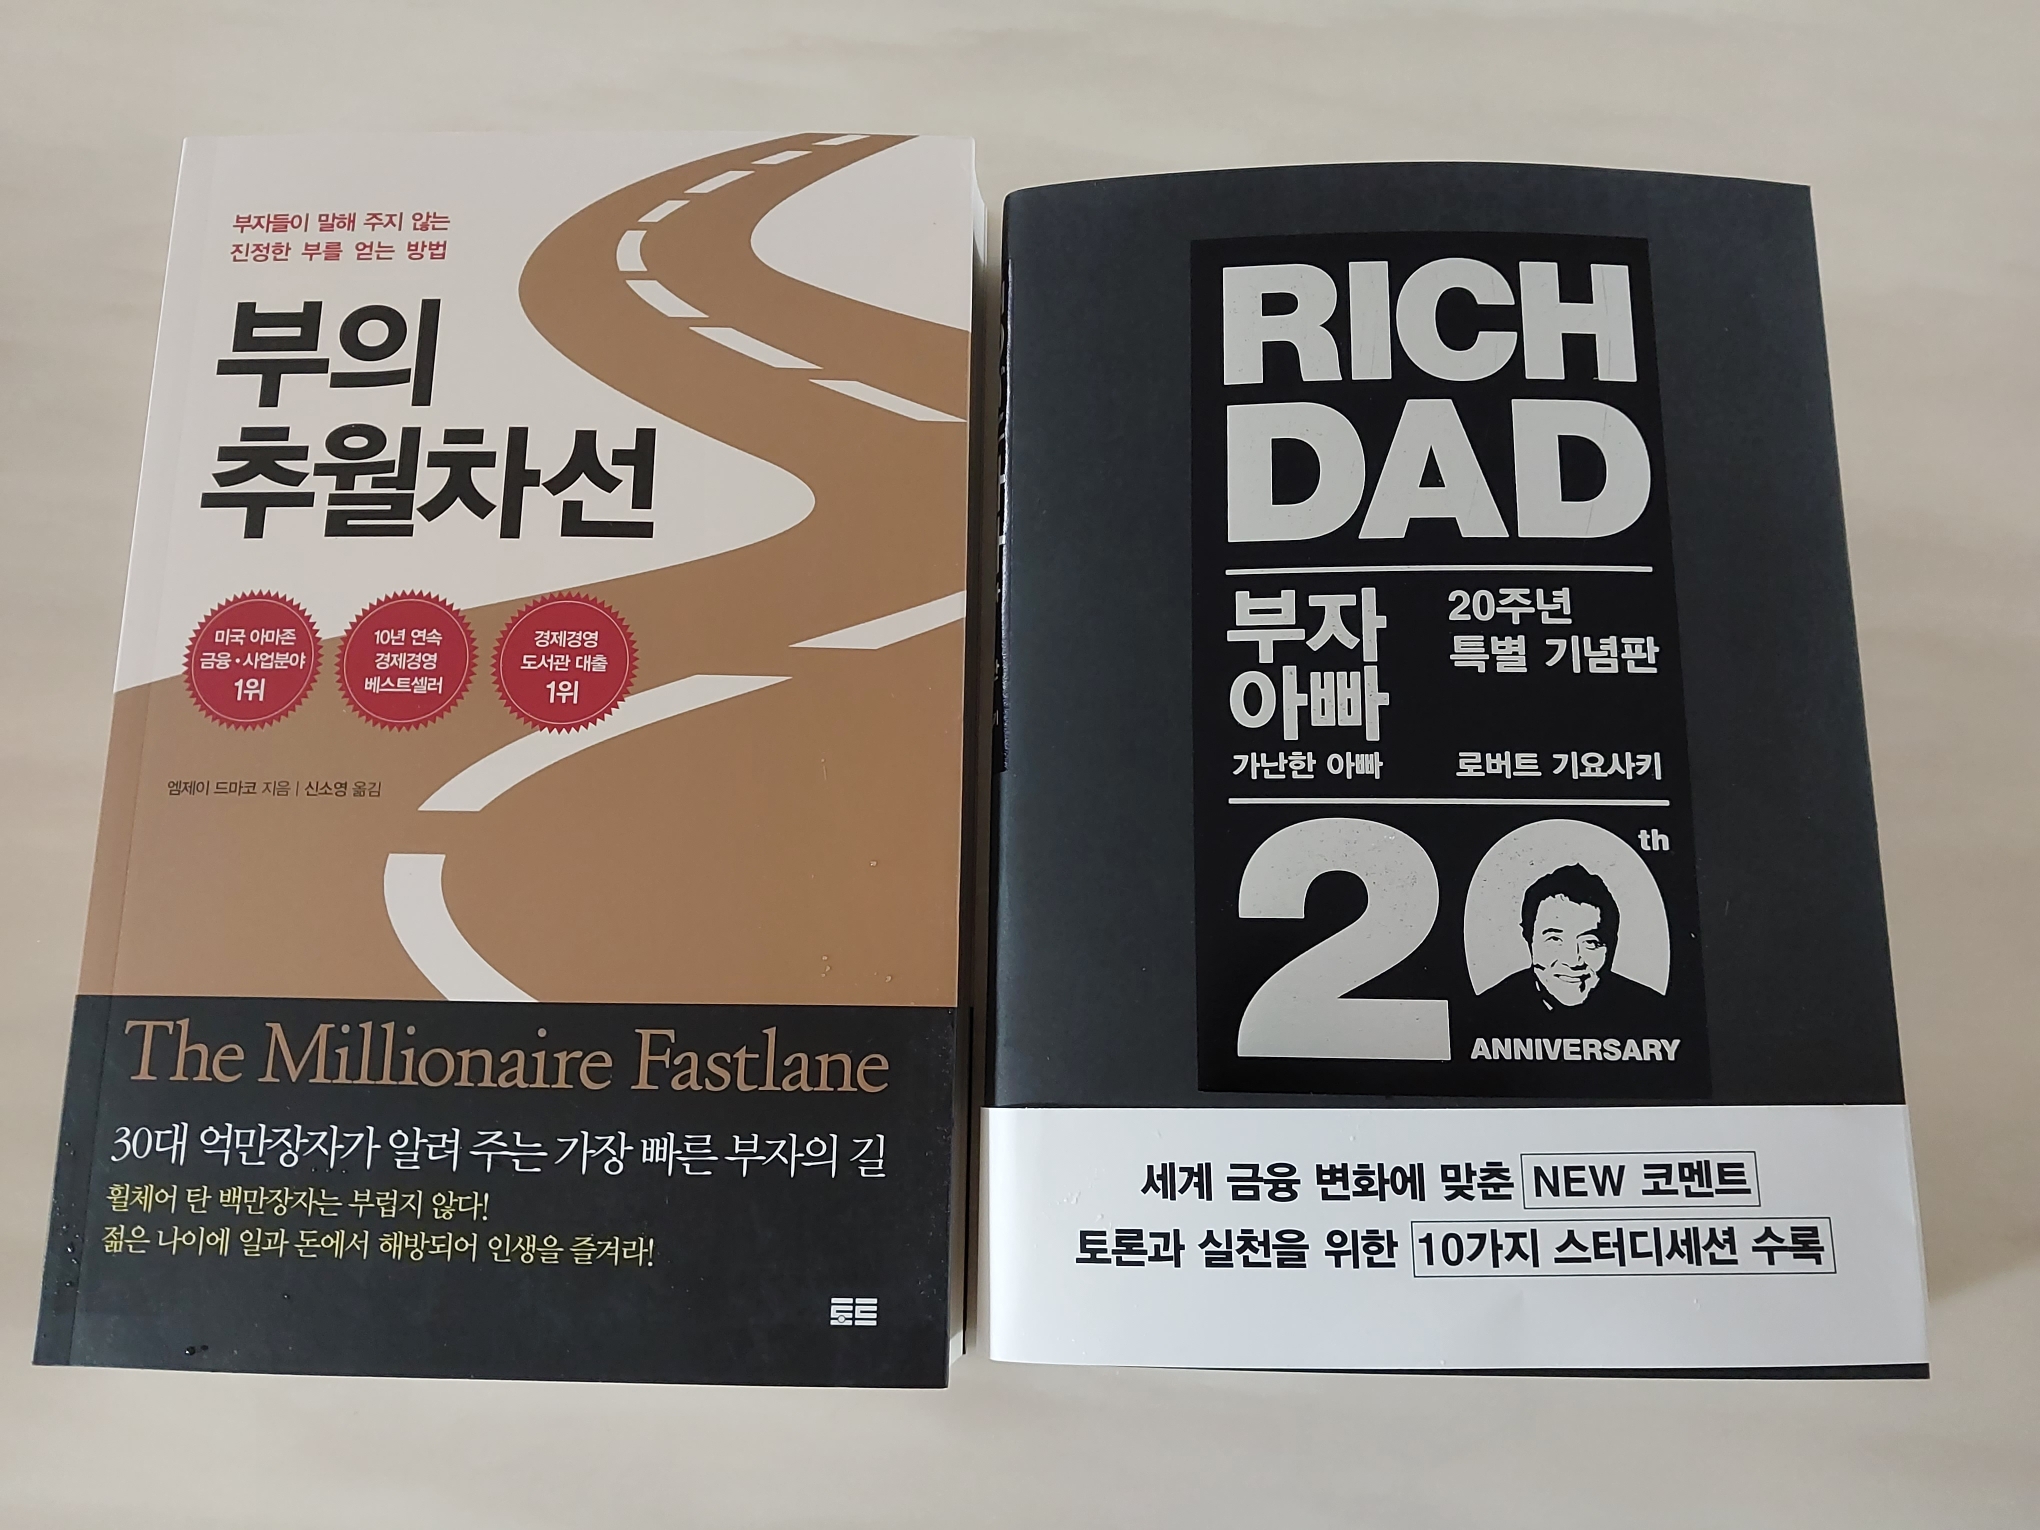 부자들이 말해 주지 않는
진정한 부를 얻는 방법
부의
추월차선
미국 아마존
금융·사업분야
1위
10년 연속
경제경영
베스트셀러
경제경영
도서관 대출
1위
엠제이 드마코 지음 | 신소영 옮김
The Millionaire Fastlane
30대 억만장자가 알려 주는 가장 빠른 부자의 길
휠체어 탄 백만장자는 부럽지 않다!
젊은 나이에 일과 돈에서 해방되어 인생을 즐겨라!
토트
RICH
DAD
부자
아빠
가난한 아빠
20주년
특별 기념판
로버트 기요사키
20th
ANNIVERSARY
세계 금융 변화에 맞춘 NEW 코멘트
토론과 실천을 위한 10가지 스터디세션 수록